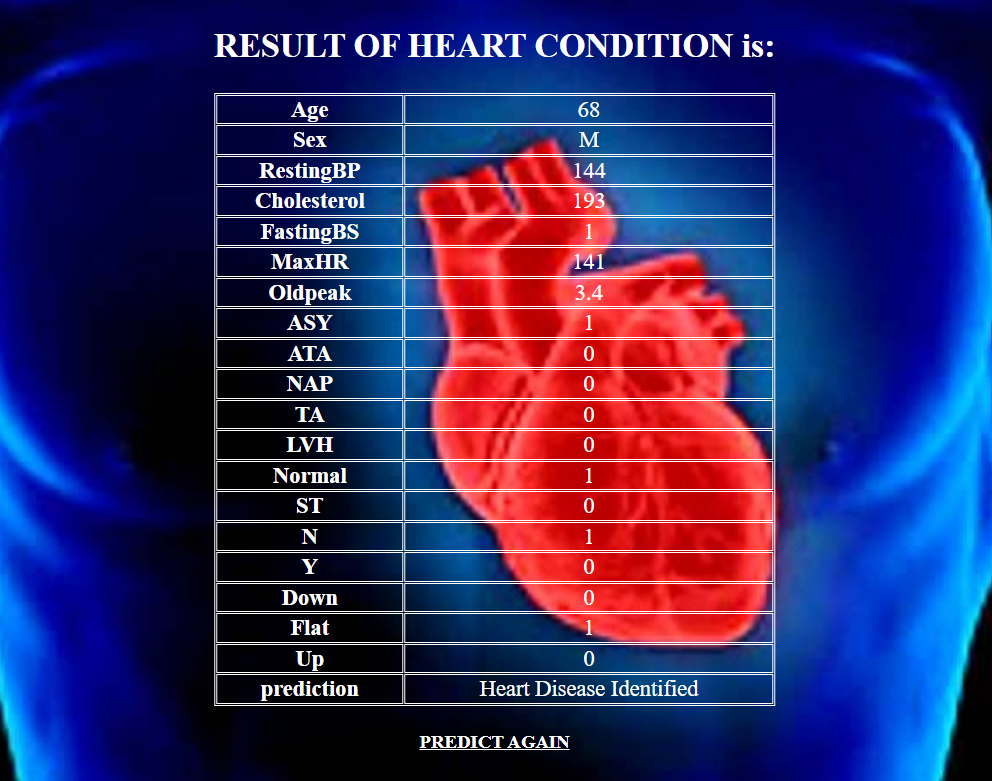 RESULT OF HEART CONDITION is:
Age 68
Sex M
RestingBP 144
Cholesterol 193
FastingBS 1
MaxHR 141
Oldpeak 3.4
ASY 1
ATA 0
NAP 0
TA 0
LVH 0
Normal 1
ST 0
N 1
Y 0
Down 0
Flat 1
Up 0
prediction Heart Disease Identified
PREDICT AGAIN